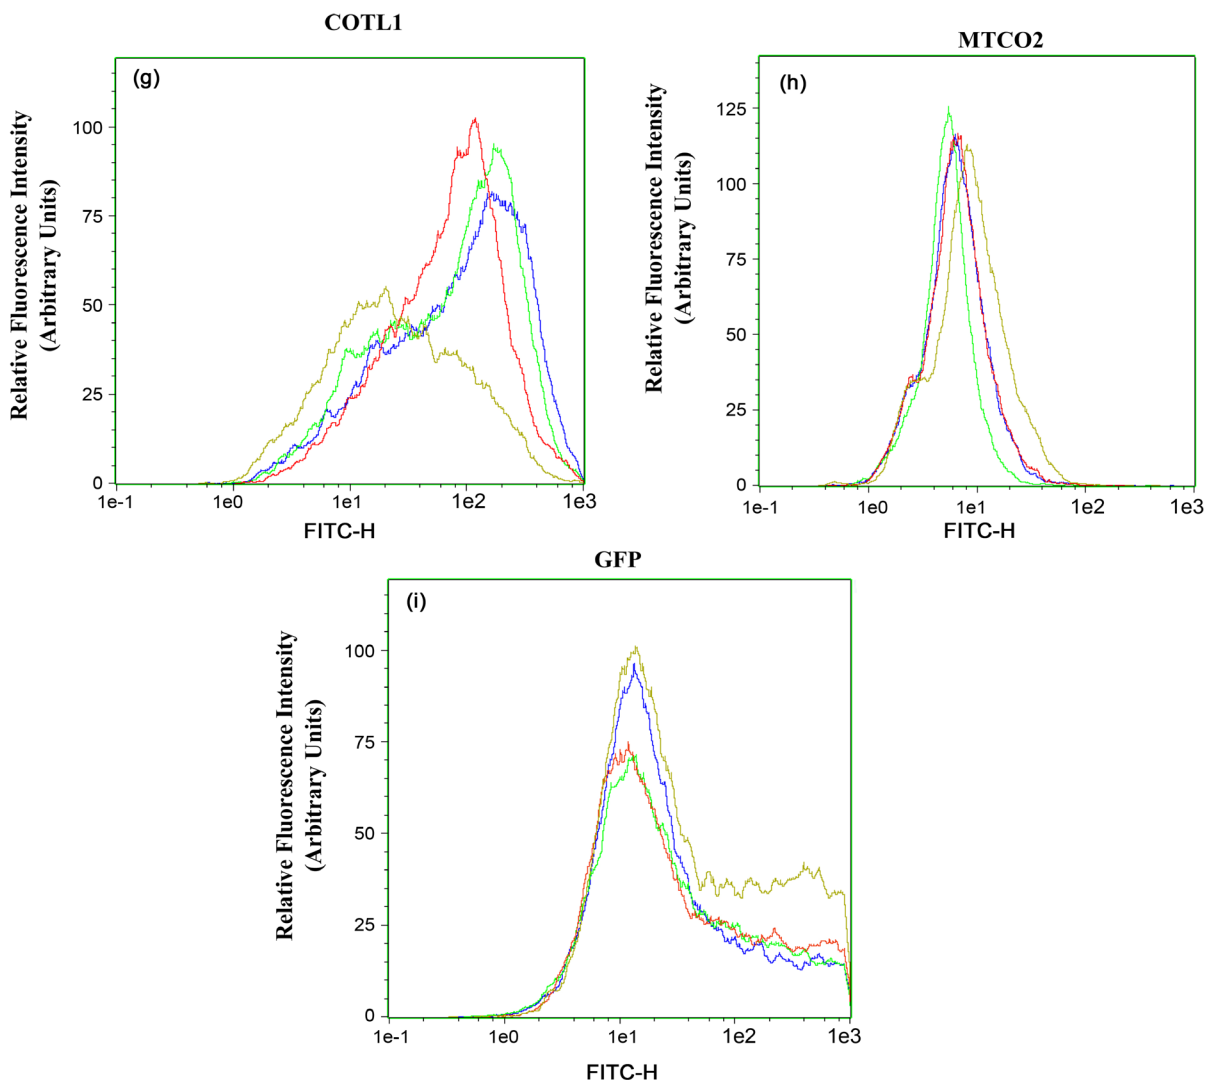 COTL1
(g)
Relative Fluorescence Intensity
(Arbitrary Units)
100
75
50
25
0
1e-1 1e0 1e1 1e2 1e3
FITC-H
MTCO2
(h)
Relative Fluorescence Intensity
(Arbitrary Units)
125
100
75
50
25
0
1e-1 1e0 1e1 1e2 1e3
FITC-H
GFP
(i)
Relative Fluorescence Intensity
(Arbitrary Units)
100
75
50
25
0
1e-1 1e0 1e1 1e2 1e3
FITC-H